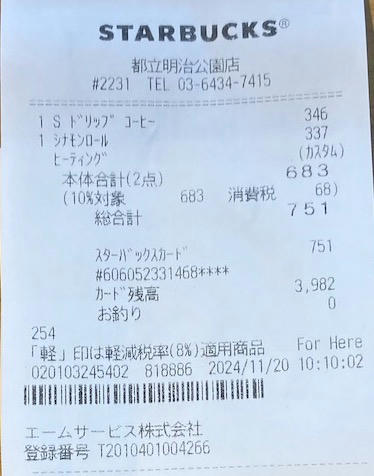 STARBUCKS®
都立明治公園店
#2231 TEL 03-6434-7415
1 S ドリップ コーヒー 346
1 シナモンロール 337
ヒーティング (カスタム)
本体合計(2点) 683
(10%対象 683 消費税 68)
総合計 751
スターバックスカード 751
#606052331468****
カード残高 3,982
お釣り 0
254
「軽」印は軽減税率(8%)適用商品 For Here
020103245402 818886 2024/11/20 10:10:02
エームサービス株式会社
登録番号 T2010401004266